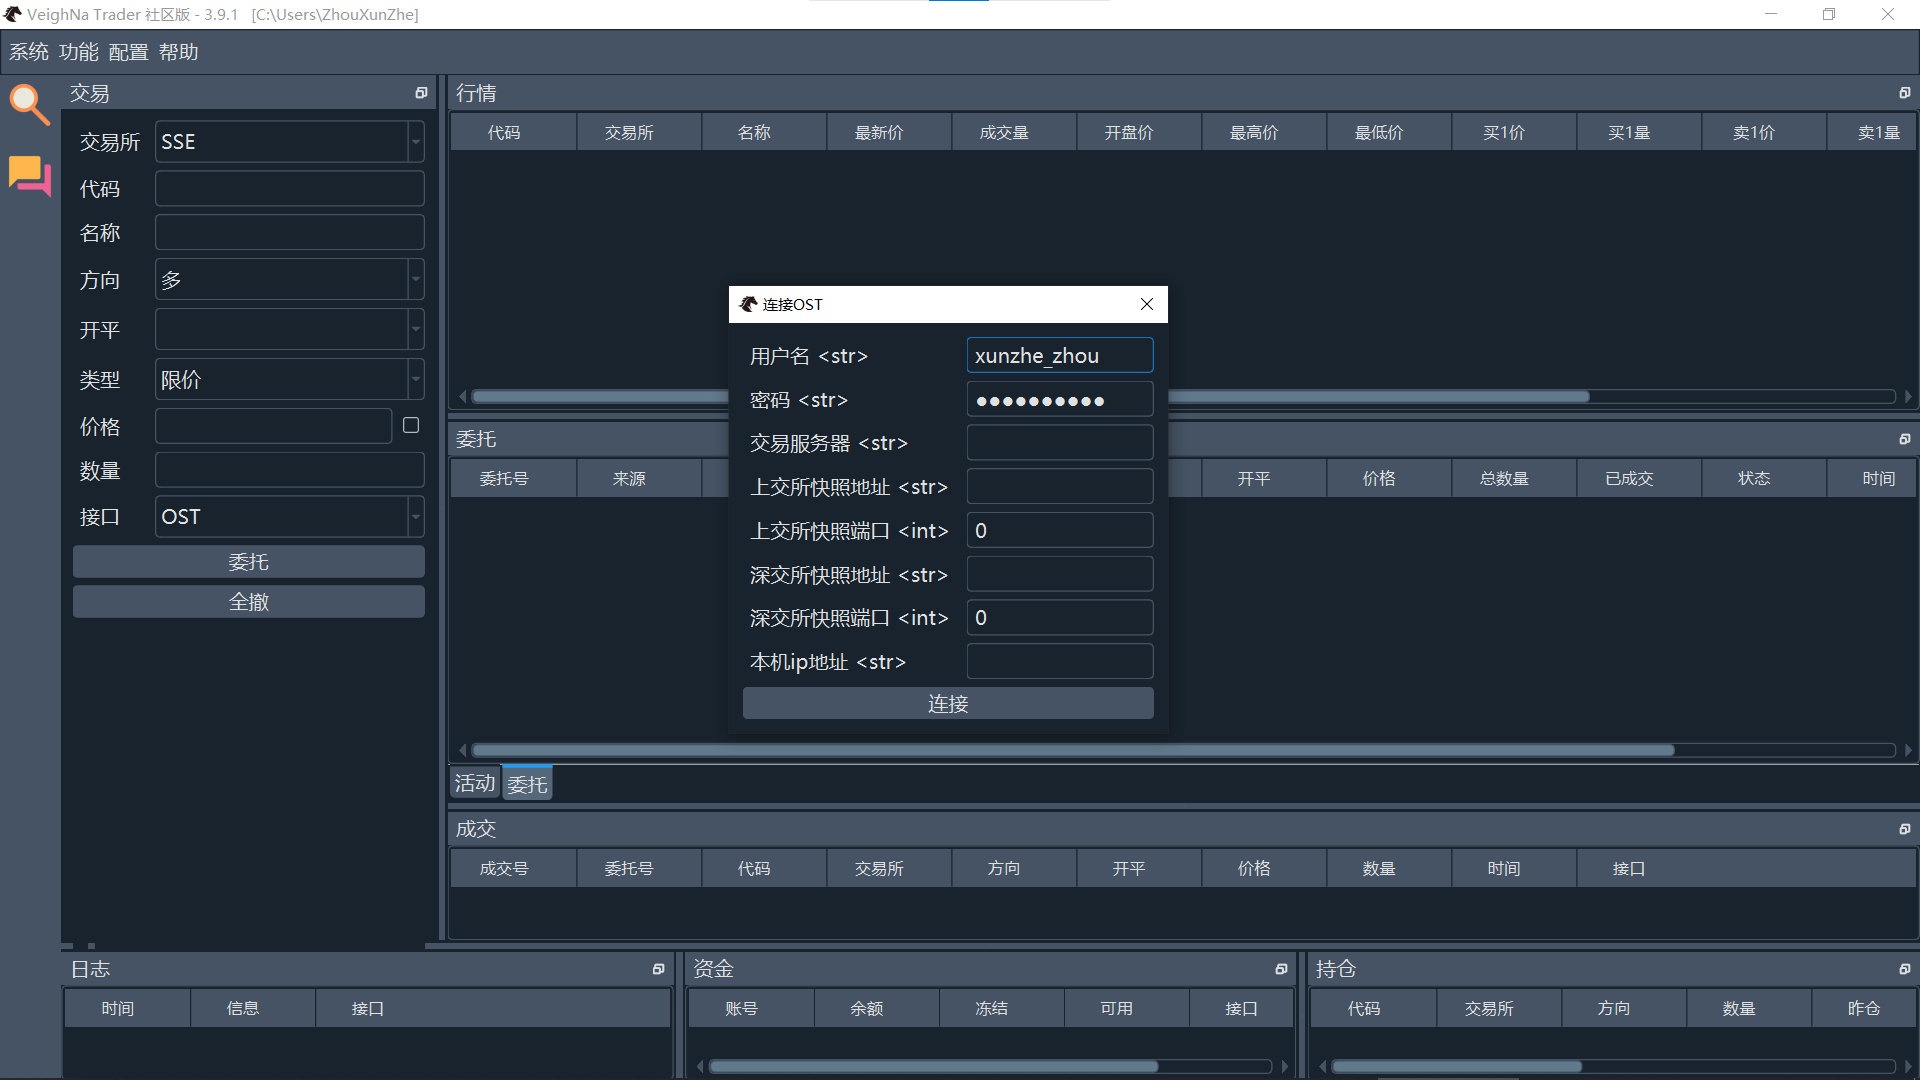 VeighNa Trader 社区版 - 3.9.1   [C:\Users\ZhouXunZhe]
系统 功能 配置 帮助
交易
交易所 SSE
代码
名称
方向 多
开平
类型 限价
价格
数量
接口 OST
委托
全撤
行情
代码 交易所 名称 最新价 成交量 开盘价 最高价 最低价 买1价 买1量 卖1价 卖1量
委托
委托号 来源 开平 价格 总数量 已成交 状态 时间
活动 委托
连接OST
用户名 <str> xunzhe_zhou
密码 <str> ●●●●●●●●●●
交易服务器 <str>
上交所快照地址 <str>
上交所快照端口 <int> 0
深交所快照地址 <str>
深交所快照端口 <int> 0
本机ip地址 <str>
连接
成交
成交号 委托号 代码 交易所 方向 开平 价格 数量 时间 接口
日志
时间 信息 接口
资金
账号 余额 冻结 可用 接口
持仓
代码 交易所 方向 数量 昨仓